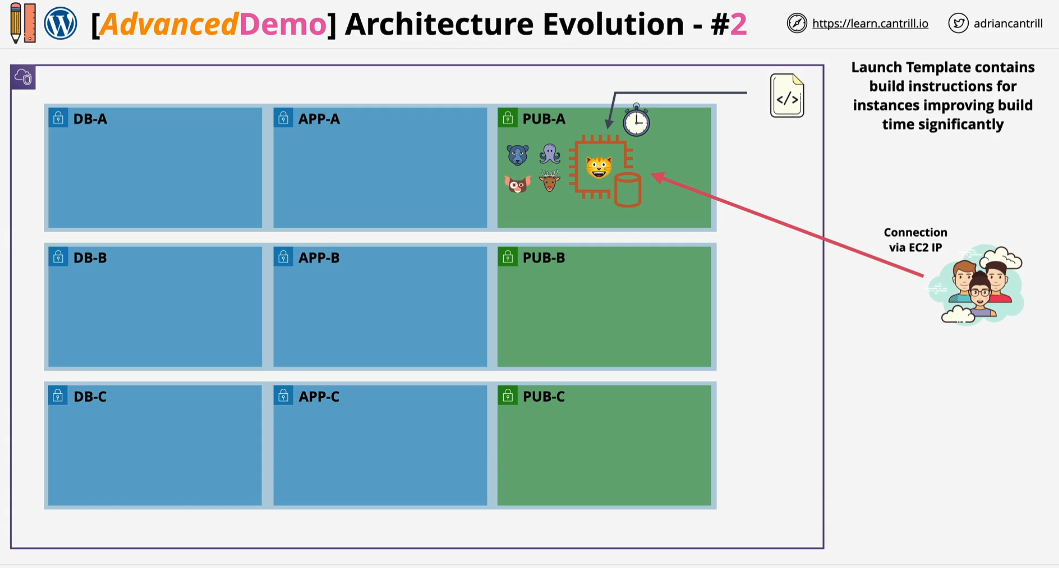 [AdvancedDemo] Architecture Evolution - #2
https://learn.cantrill.io
adriancantrill
Launch Template contains
build instructions for
instances improving build
time significantly
</>
DB-A
APP-A
PUB-A
Connection
via EC2 IP
DB-B
APP-B
PUB-B
DB-C
APP-C
PUB-C